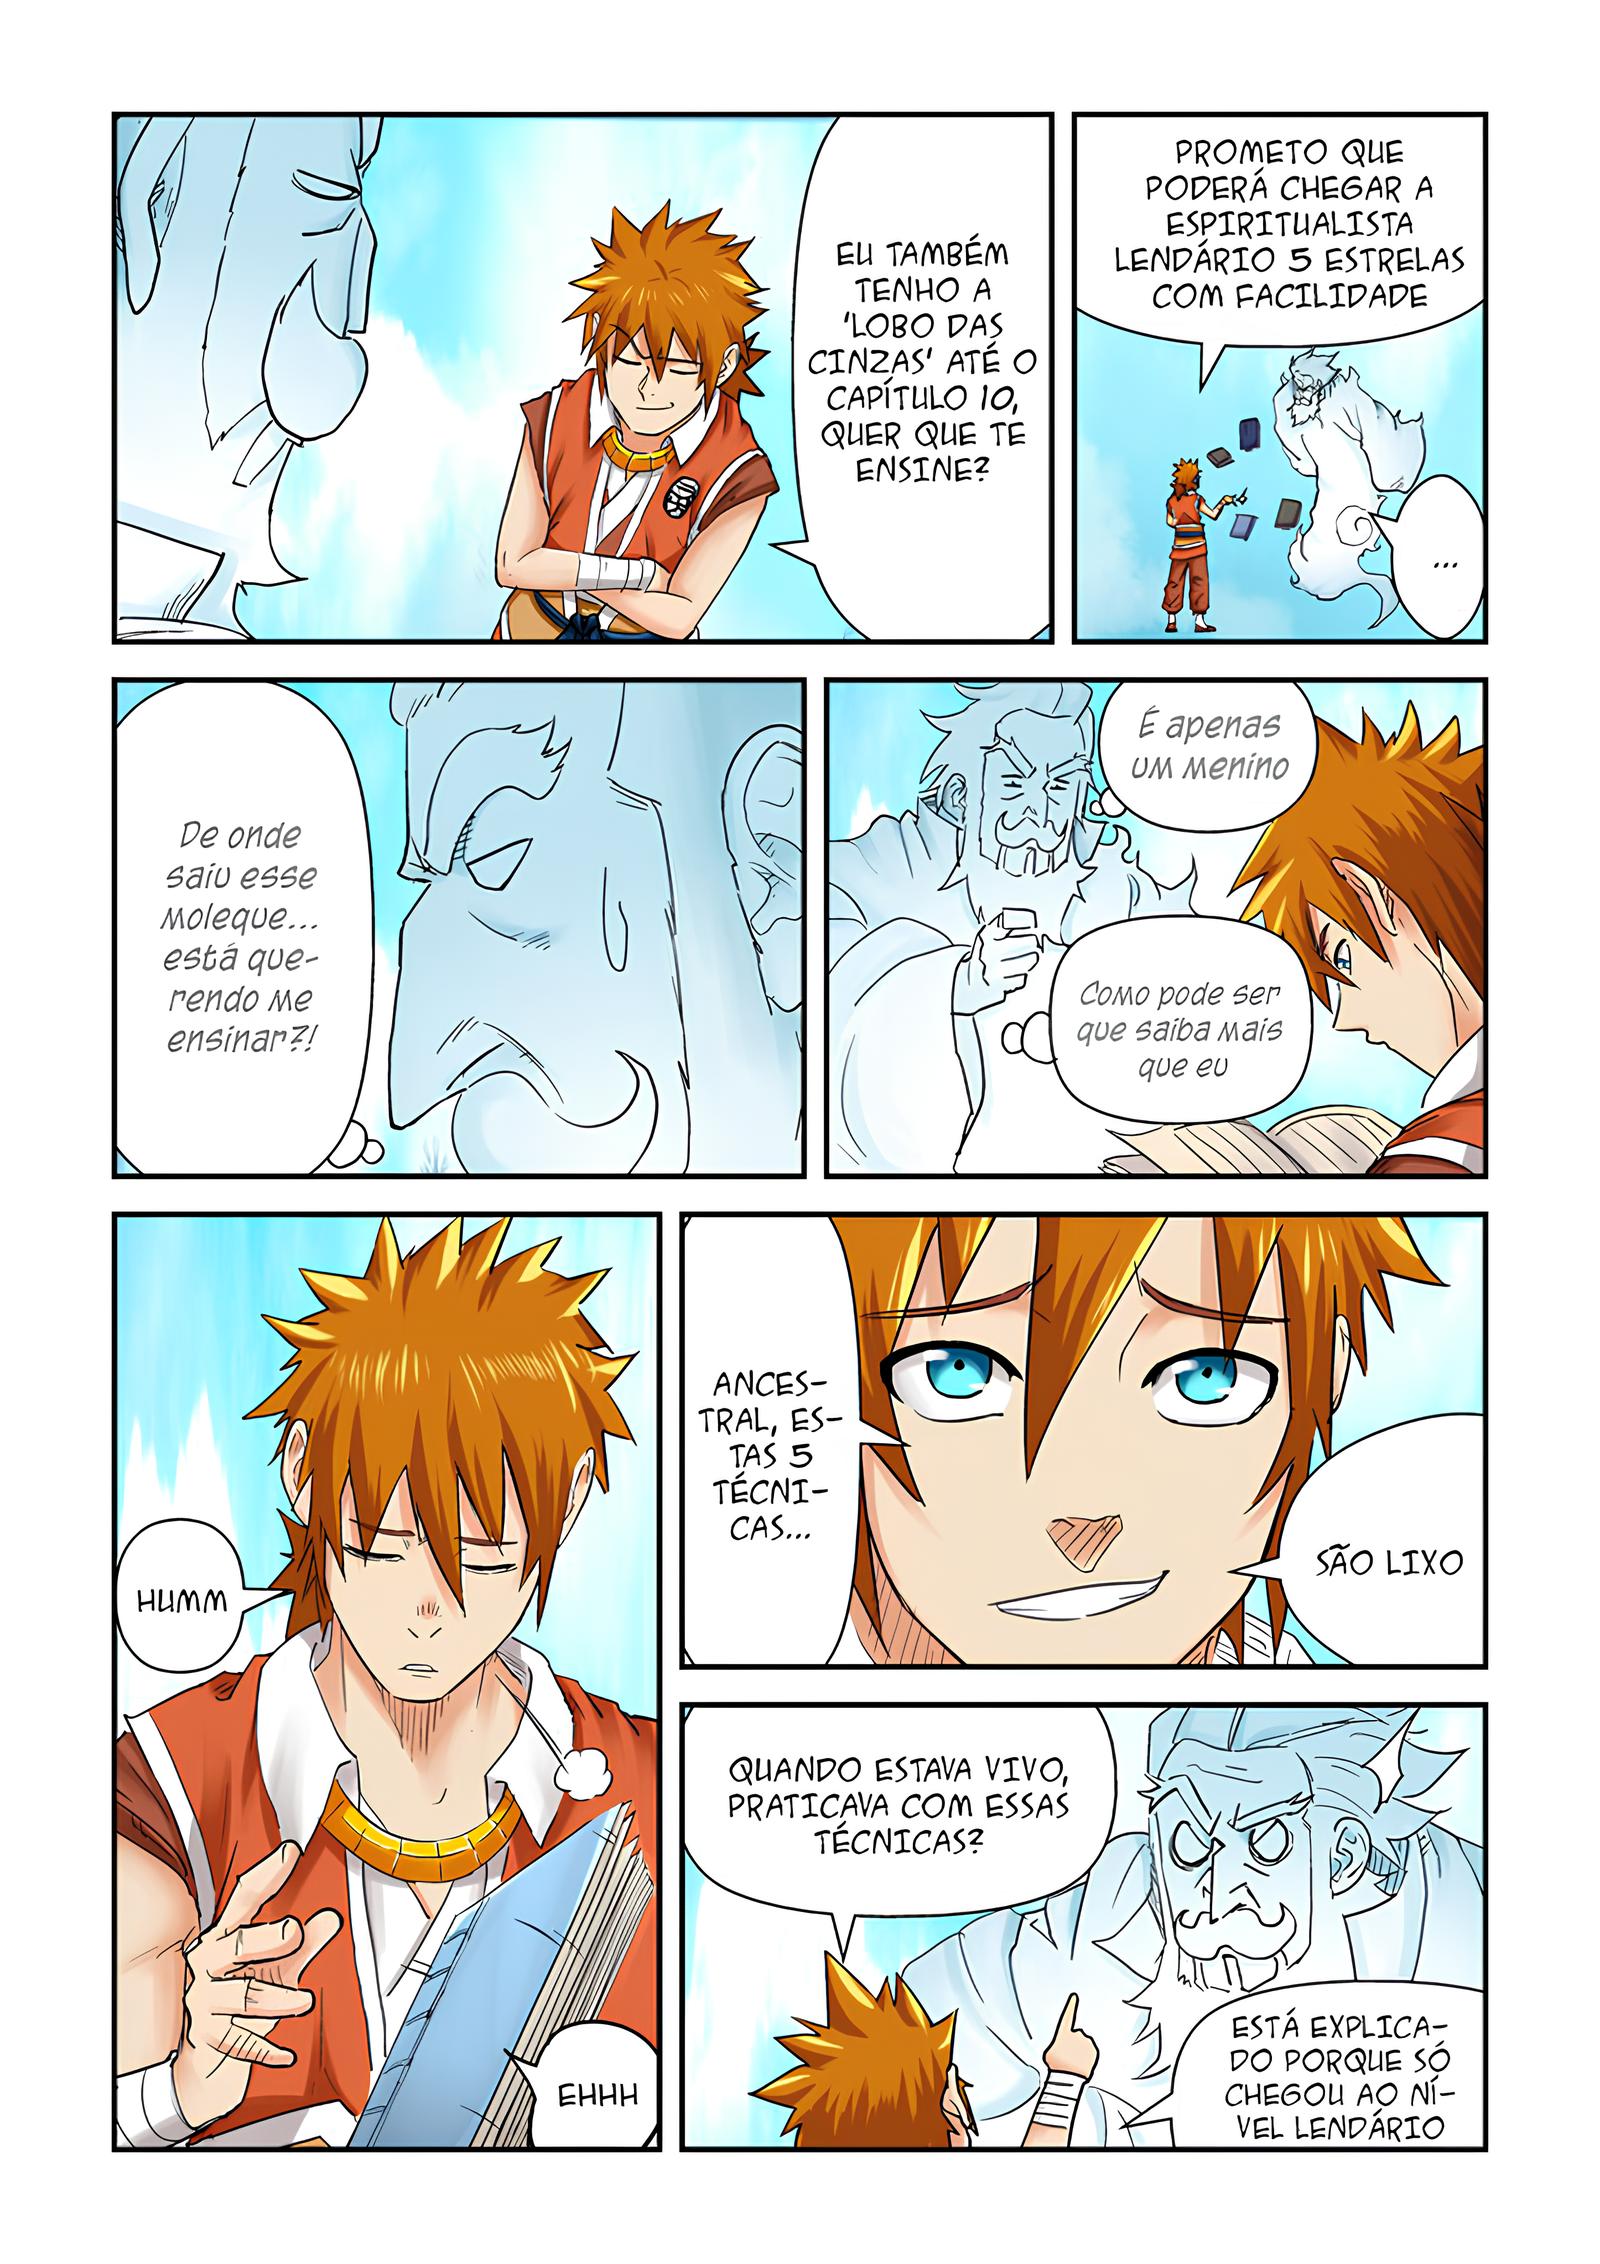 EU TAMBÉM
TENHO A
'LOBO DAS
CINZAS' ATÉ O
CAPÍTULO 10,
QUER QUE TE
ENSINE?
PROMETO QUE
PODERÁ CHEGAR A
ESPIRITUALISTA
LENDÁRIO 5 ESTRELAS
COM FACILIDADE
...
De onde
saiu esse
moleque...
está que-
rendo me
ensinar?!
É apenas
um menino
Como pode ser
que saiba mais
que eu
HUMM
EHHH
ANCES-
TRAL, ES-
TAS 5
TÉCNI-
CAS...
SÃO LIXO
QUANDO ESTAVA VIVO,
PRATICAVA COM ESSAS
TÉCNICAS?
ESTÁ EXPLICA-
DO PORQUE SÓ
CHEGOU AO NÍ-
VEL LENDÁRIO